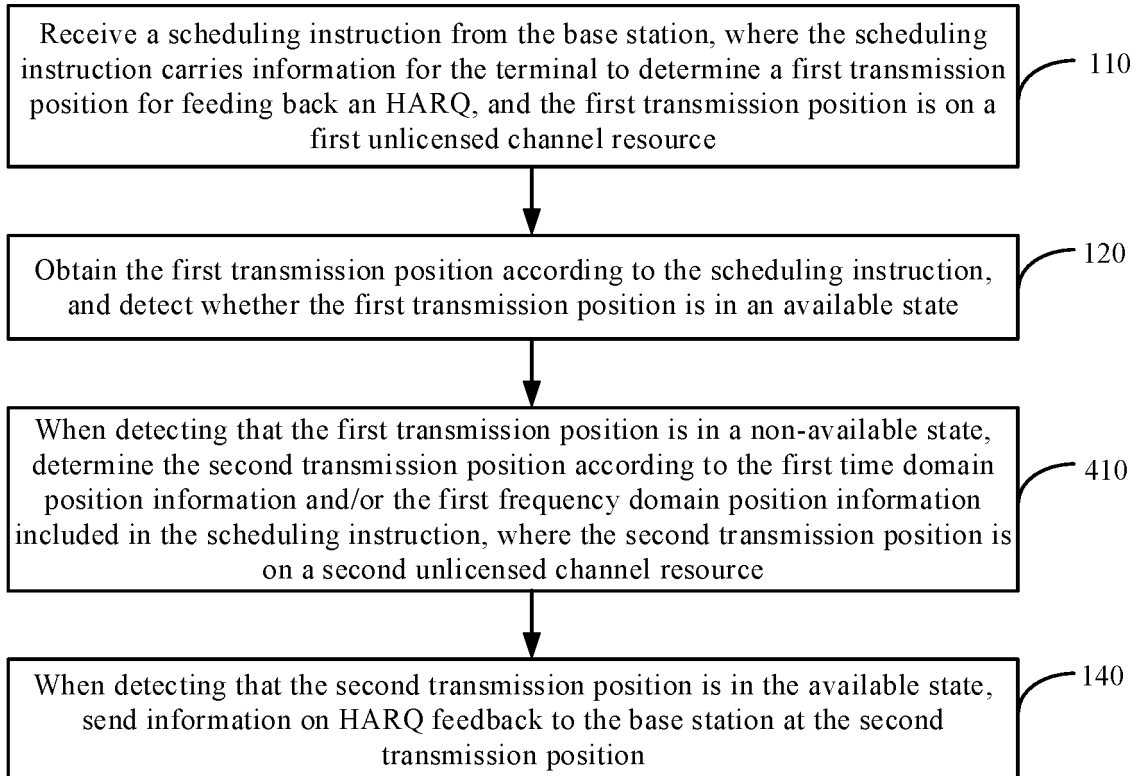 Receive a scheduling instruction from the base station, where the scheduling
instruction carries information for the terminal to determine a first transmission
position for feeding back an HARQ, and the first transmission position is on a
first unlicensed channel resource
110
Obtain the first transmission position according to the scheduling instruction,
and detect whether the first transmission position is in an available state
120
When detecting that the first transmission position is in a non-available state,
determine the second transmission position according to the first time domain
position information and/or the first frequency domain position information
included in the scheduling instruction, where the second transmission position is
on a second unlicensed channel resource
410
When detecting that the second transmission position is in the available state,
send information on HARQ feedback to the base station at the second
transmission position
140